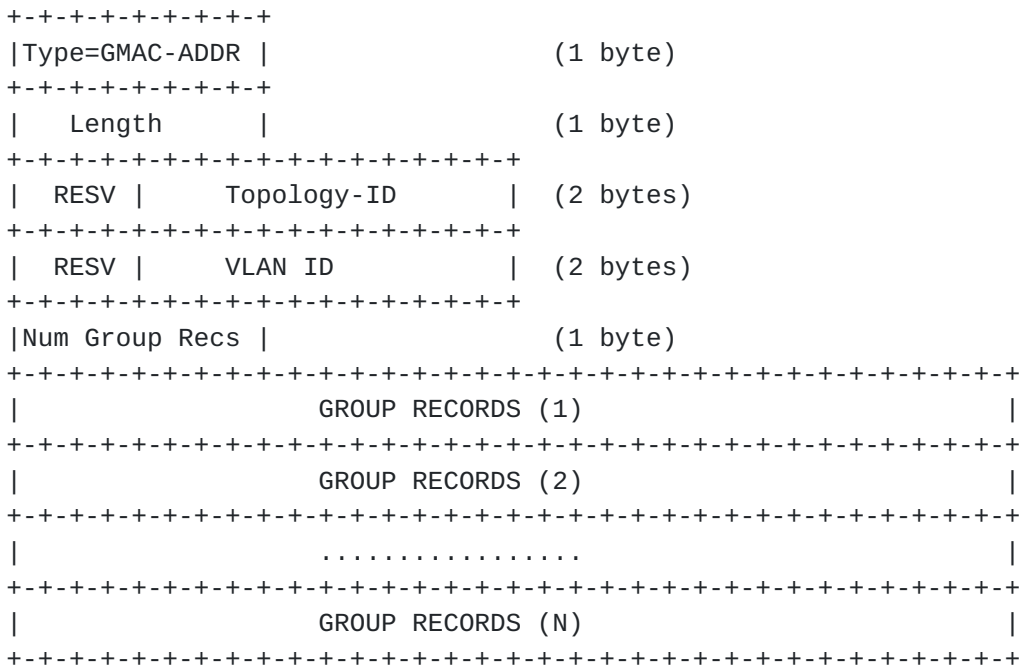 +-+-+-+-+-+-+-+-+
|Type=GMAC-ADDR | (1 byte)
+-+-+-+-+-+-+-+-+
| Length | (1 byte)
+-+-+-+-+-+-+-+-+-+-+-+-+-+-+-+-+
| RESV | Topology-ID | (2 bytes)
+-+-+-+-+-+-+-+-+-+-+-+-+-+-+-+-+
| RESV | VLAN ID | (2 bytes)
+-+-+-+-+-+-+-+-+-+-+-+-+-+-+-+-+
|Num Group Recs | (1 byte)
+-+-+-+-+-+-+-+-+-+-+-+-+-+-+-+-+-+-+-+-+-+-+-+-+-+-+-+-+-+-+-+-+
| GROUP RECORDS (1) |
+-+-+-+-+-+-+-+-+-+-+-+-+-+-+-+-+-+-+-+-+-+-+-+-+-+-+-+-+-+-+-+-+
| GROUP RECORDS (2) |
+-+-+-+-+-+-+-+-+-+-+-+-+-+-+-+-+-+-+-+-+-+-+-+-+-+-+-+-+-+-+-+-+
| ................. |
+-+-+-+-+-+-+-+-+-+-+-+-+-+-+-+-+-+-+-+-+-+-+-+-+-+-+-+-+-+-+-+-+
| GROUP RECORDS (N) |
+-+-+-+-+-+-+-+-+-+-+-+-+-+-+-+-+-+-+-+-+-+-+-+-+-+-+-+-+-+-+-+-+